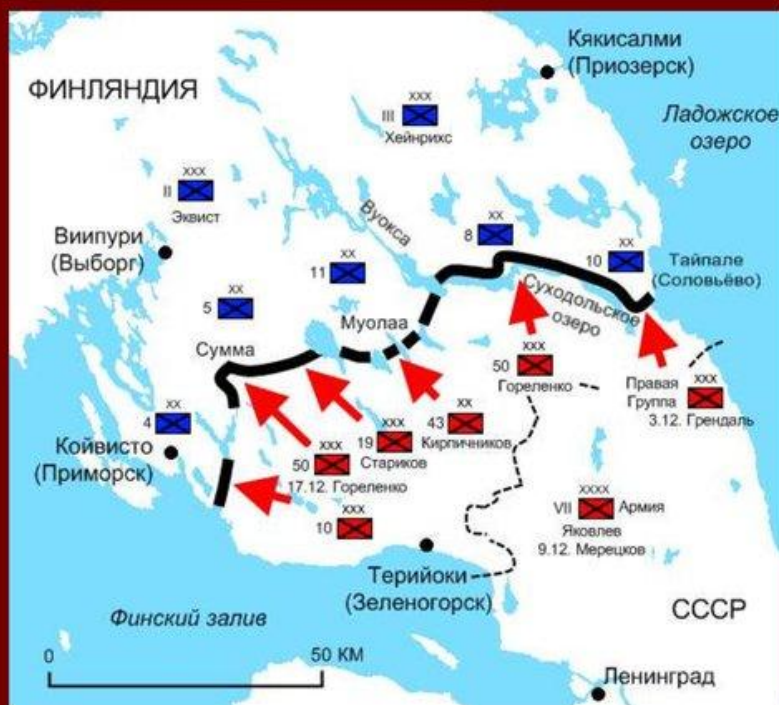 Кякисалми
(Приозерск)
ФИНЛЯНДИЯ
XXX
III
Хейнрихс
Ладожское
озеро
XXX
II
Эквист
Вуокса
XX
8
Виипури
(Выборг)
XX
11
XX
10
Тайпале
(Соловьёво)
XX
5
Суходольское
озеро
Муолаа
Сумма
XXX
50
Гореленко
Правая
Группа
XXX
3.12. Грендаль
XX
4
XX
43
Кирпичников
XXX
19
Стариков
Койвисто
(Приморск)
XXX
50
17.12. Гореленко
XXXX
VII
Армия
Яковлев
9.12. Мерецков
XXX
10
Терийоки
(Зеленогорск)
Финский залив
СССР
0
50 КМ
Ленинград